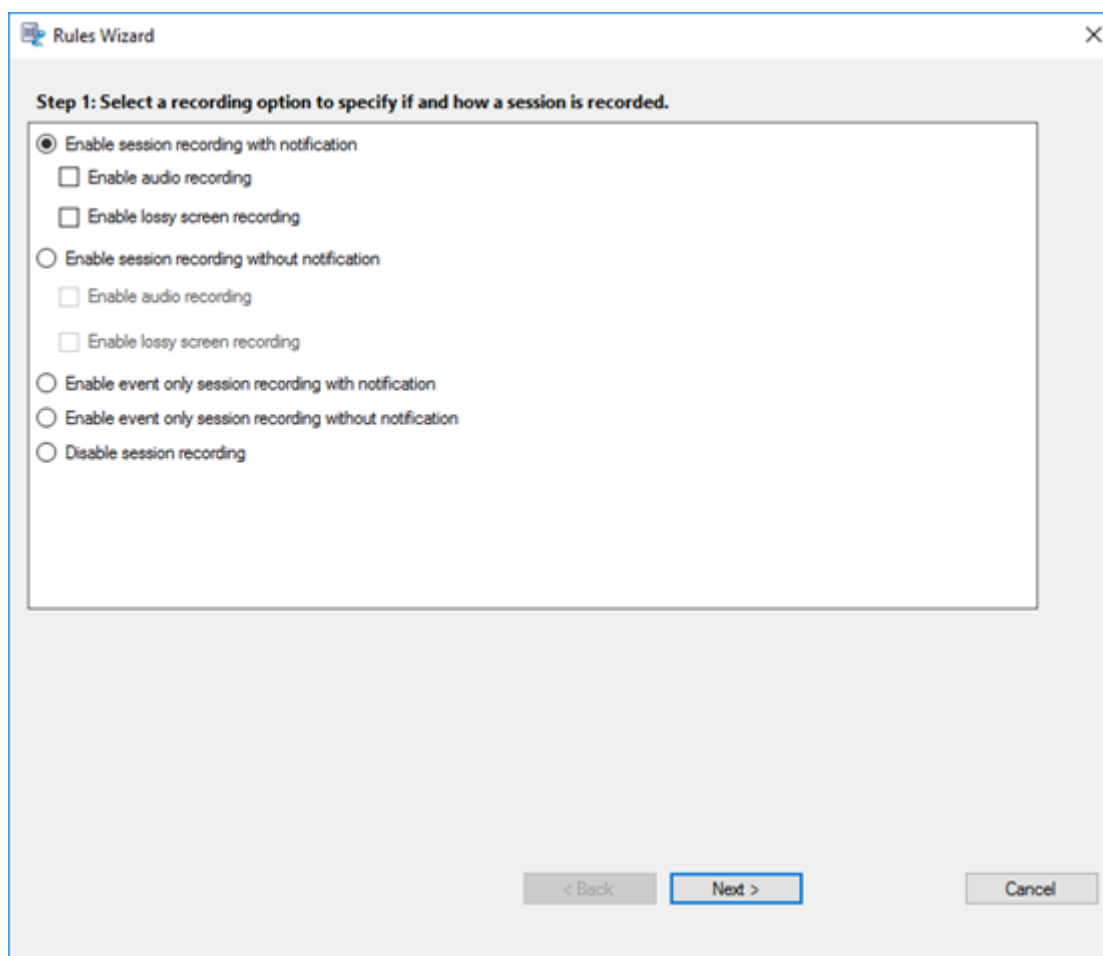 Rules Wizard
Step 1: Select a recording option to specify if and how a session is recorded.
Enable session recording with notification
Enable audio recording
Enable lossy screen recording
Enable session recording without notification
Enable audio recording
Enable lossy screen recording
Enable event only session recording with notification
Enable event only session recording without notification
Disable session recording
< Back Next > Cancel